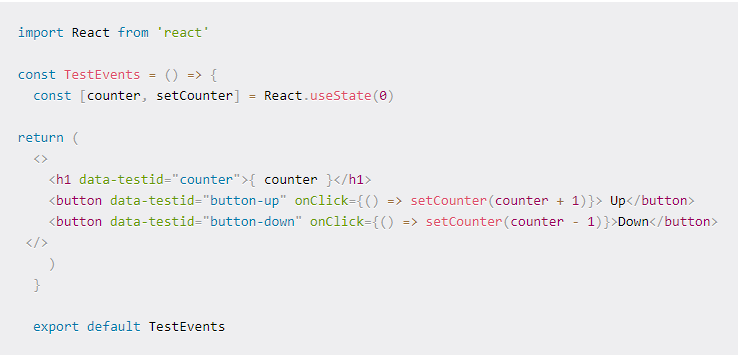 import React from 'react'
const TestEvents = () => {
const [counter, setCounter] = React.useState(0)
return (
<>
<h1 data-testid="counter">{ counter }</h1>
<button data-testid="button-up" onClick={() => setCounter(counter + 1)}> Up</button>
<button data-testid="button-down" onClick={() => setCounter(counter - 1)}>Down</button>
</>
)
}
export default TestEvents